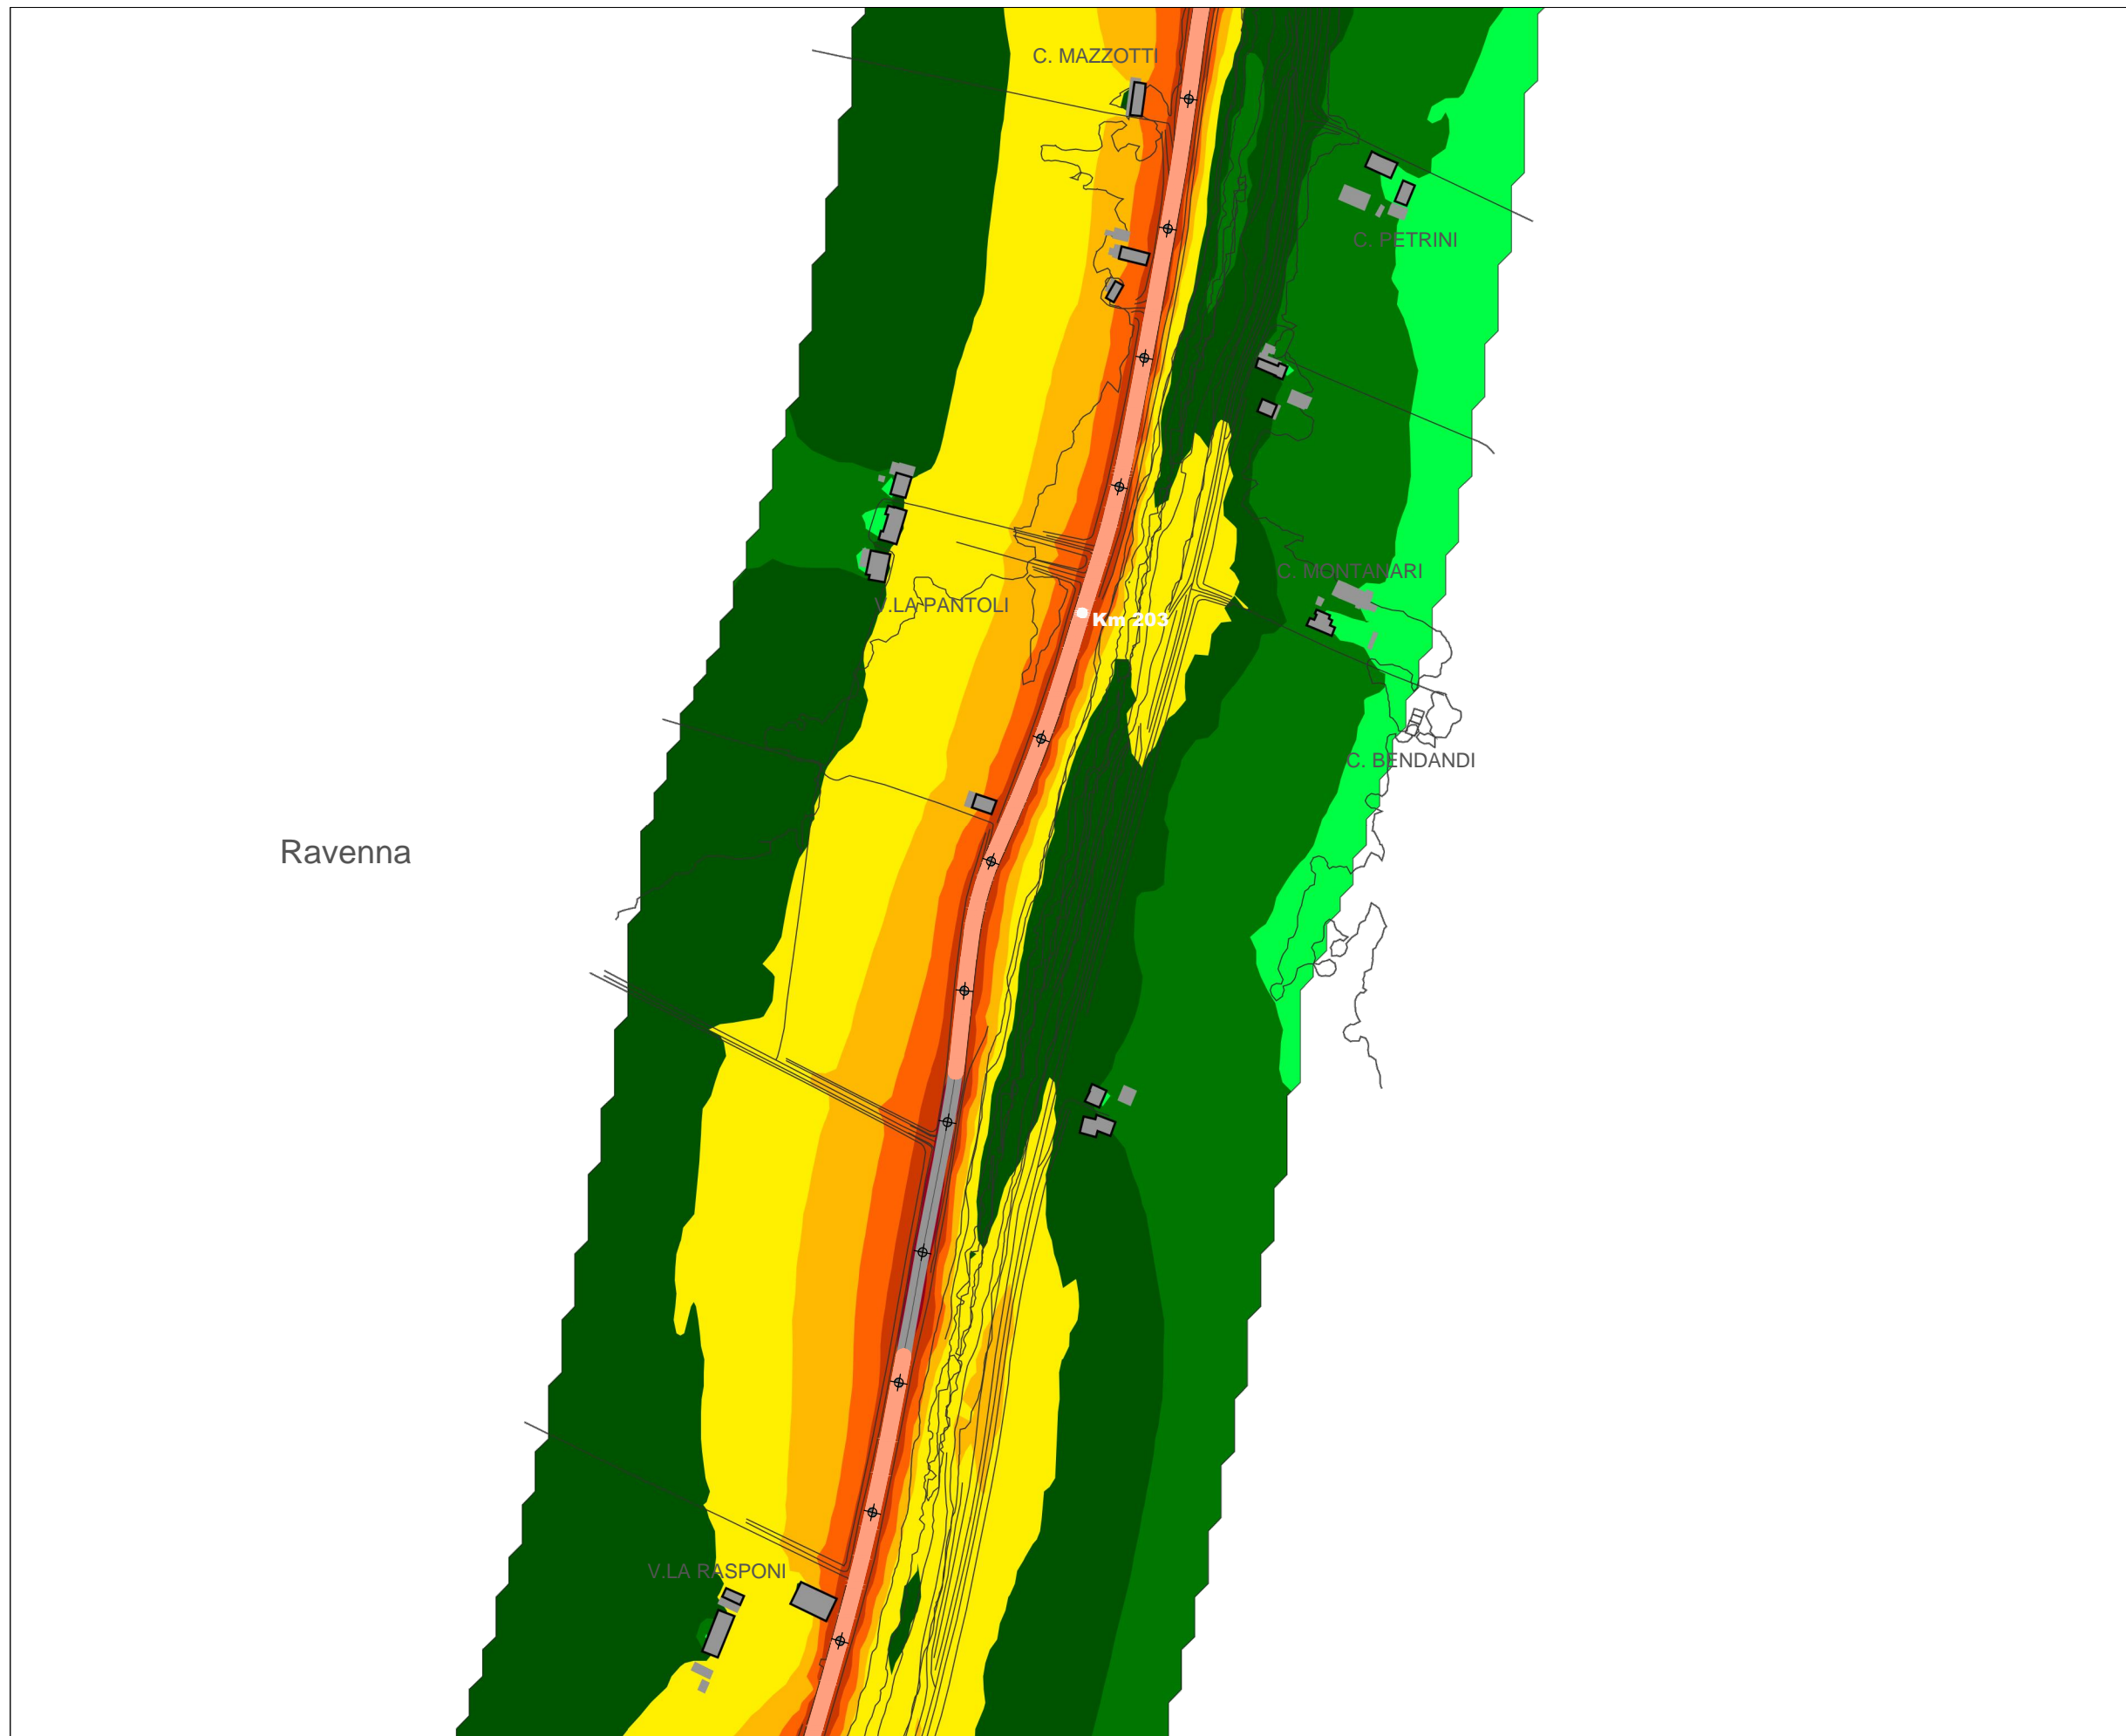 C. MAZZOTTI
C. PETRINI
C. MONTANARI
V.LA PANTOLI
Km 203
C. BENDANDI
Ravenna
V.LA RASPONI